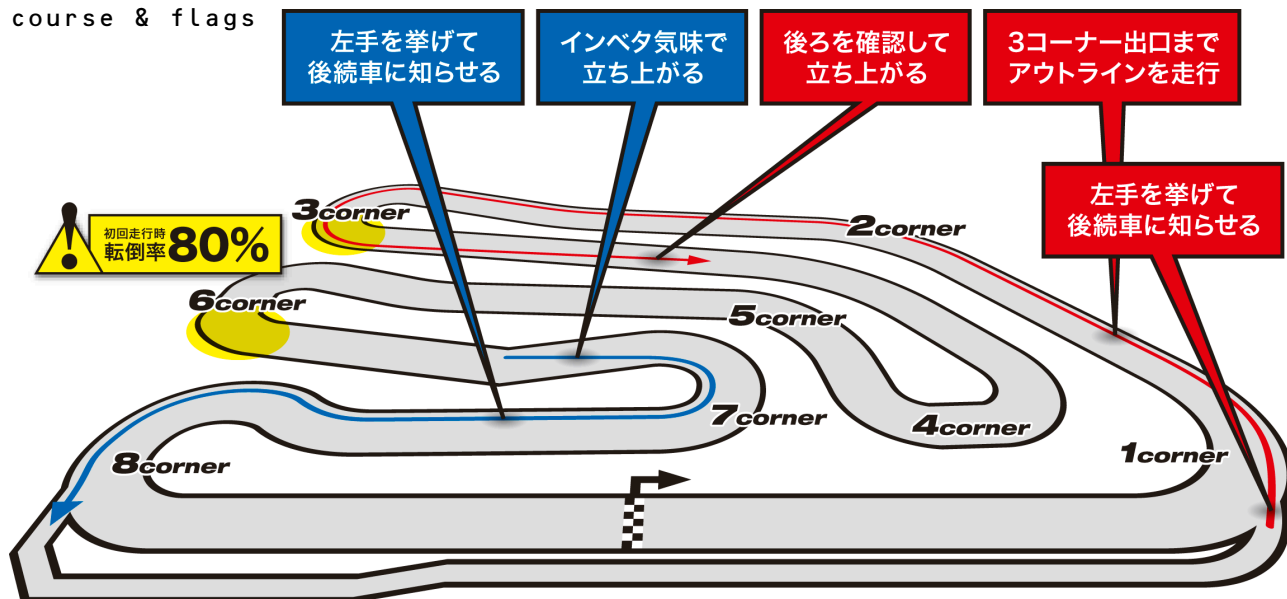 course & flags
左手を挙げて
後続車に知らせる
インベタ気味で
立ち上がる
後ろを確認して
立ち上がる
3コーナー出口まで
アウトラインを走行
左手を挙げて
後続車に知らせる
初回走行時
転倒率80%
3corner
2corner
6corner
5corner
7corner
4corner
1corner
8corner